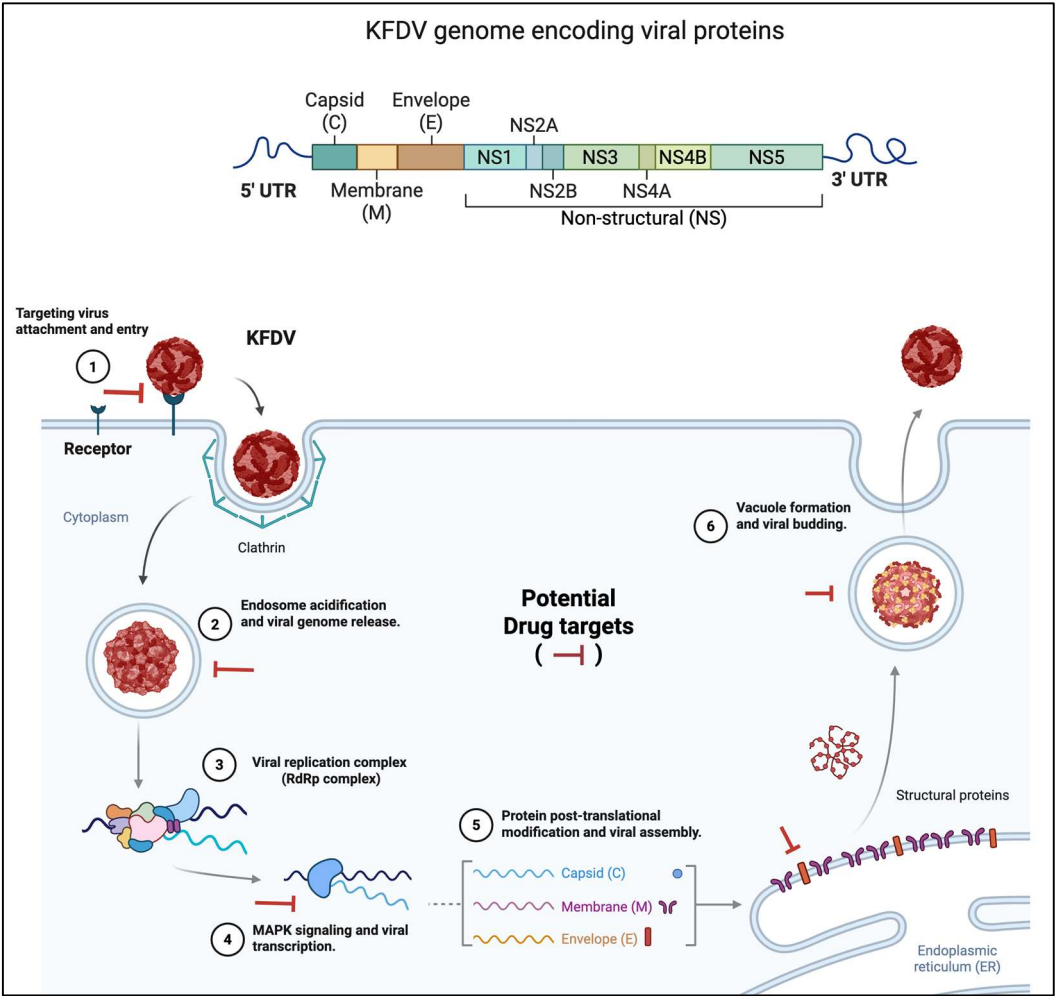 KFDV genome encoding viral proteins
Capsid
(C)
Envelope
(E)
NS2A
NS1
NS3
NS4B
NS5
5' UTR
Membrane
(M)
NS2B
NS4A
3' UTR
Non-structural (NS)
Targeting virus
attachment and entry
1
KFDV
Receptor
Cytoplasm
Clathrin
2
Endosome acidification
and viral genome release.
Potential
Drug targets
( )
6
Vacuole formation
and viral budding.
3
Viral replication complex
(RdRp complex)
4
MAPK signaling and viral
transcription.
5
Protein post-translational
modification and viral assembly.
Capsid (C)
Membrane (M)
Envelope (E)
Structural proteins
Endoplasmic
reticulum (ER)